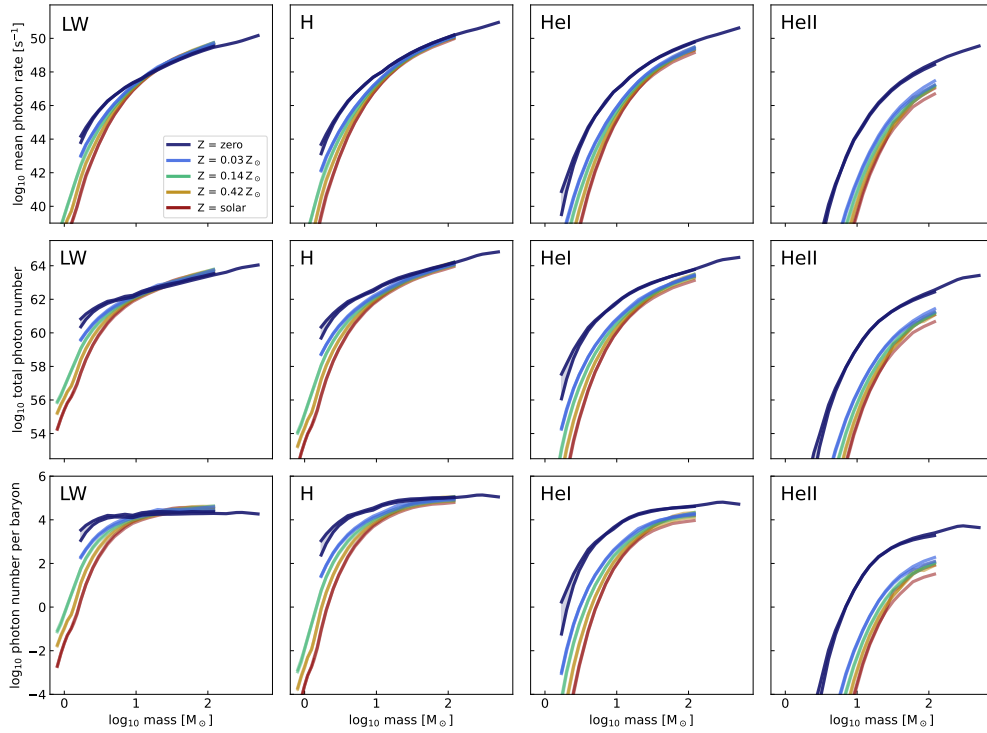 LW
H
HeI
HeII
log₁₀ mean photon rate [s⁻¹]
50
48
46
44
42
40
Z = zero
Z = 0.03 Z⊙
Z = 0.14 Z⊙
Z = 0.42 Z⊙
Z = solar
LW
H
HeI
HeII
log₁₀ total photon number
64
62
60
58
56
54
LW
H
HeI
HeII
log₁₀ photon number per baryon
6
4
2
0
−2
−4
0 1 2
0 1 2
0 1 2
0 1 2
log₁₀ mass [M⊙]
log₁₀ mass [M⊙]
log₁₀ mass [M⊙]
log₁₀ mass [M⊙]